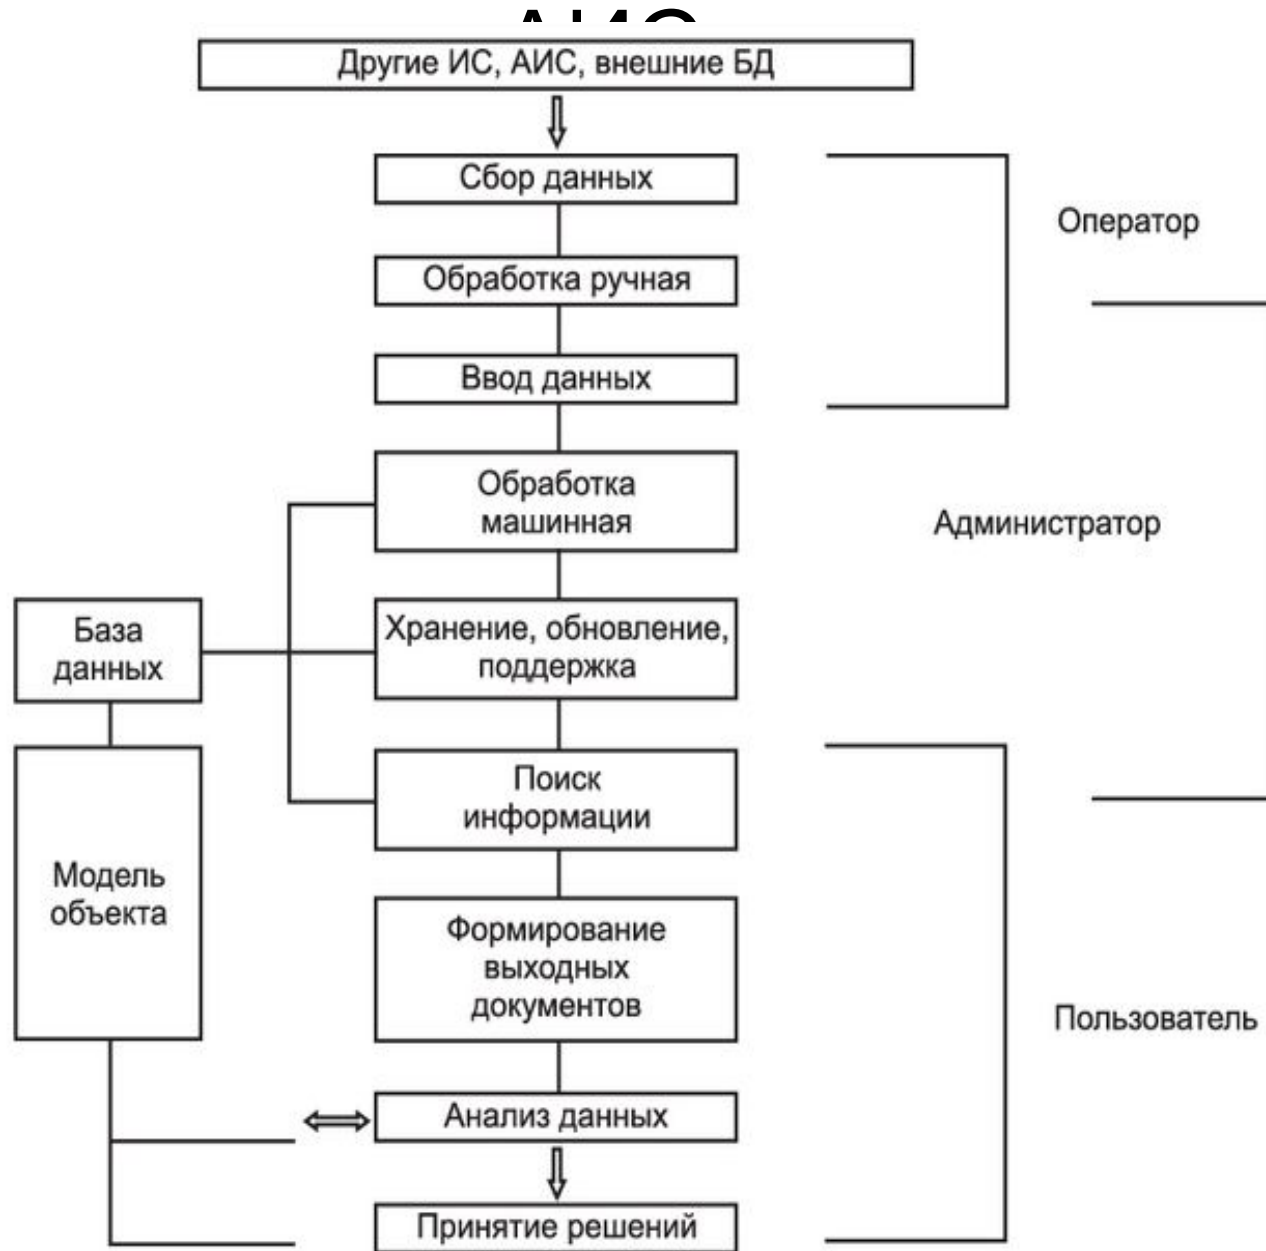 Другие ИС, АИС, внешние БД
Сбор данных
Оператор
Обработка ручная
Ввод данных
Обработка
машинная
Администратор
База
данных
Хранение, обновление,
поддержка
Поиск
информации
Модель
объекта
Формирование
выходных
документов
Пользователь
Анализ данных
Принятие решений